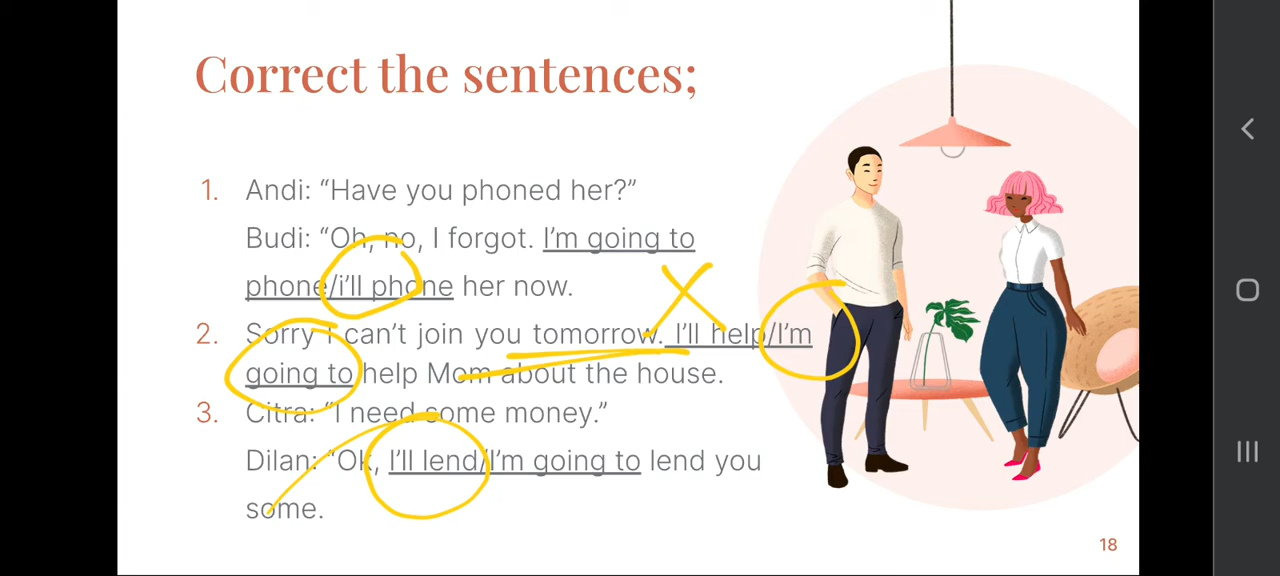 Correct the sentences;
1. Andi: “Have you phoned her?”
Budi: “Oh, no, I forgot. I’m going to
phone/i’ll phone her now.
2. Sorry I can’t join you tomorrow. I’ll help/I’m
going to help Mom about the house.
3. Citra: “I need some money.”
Dilan: “Ok, I’ll lend/I’m going to lend you
some.
18